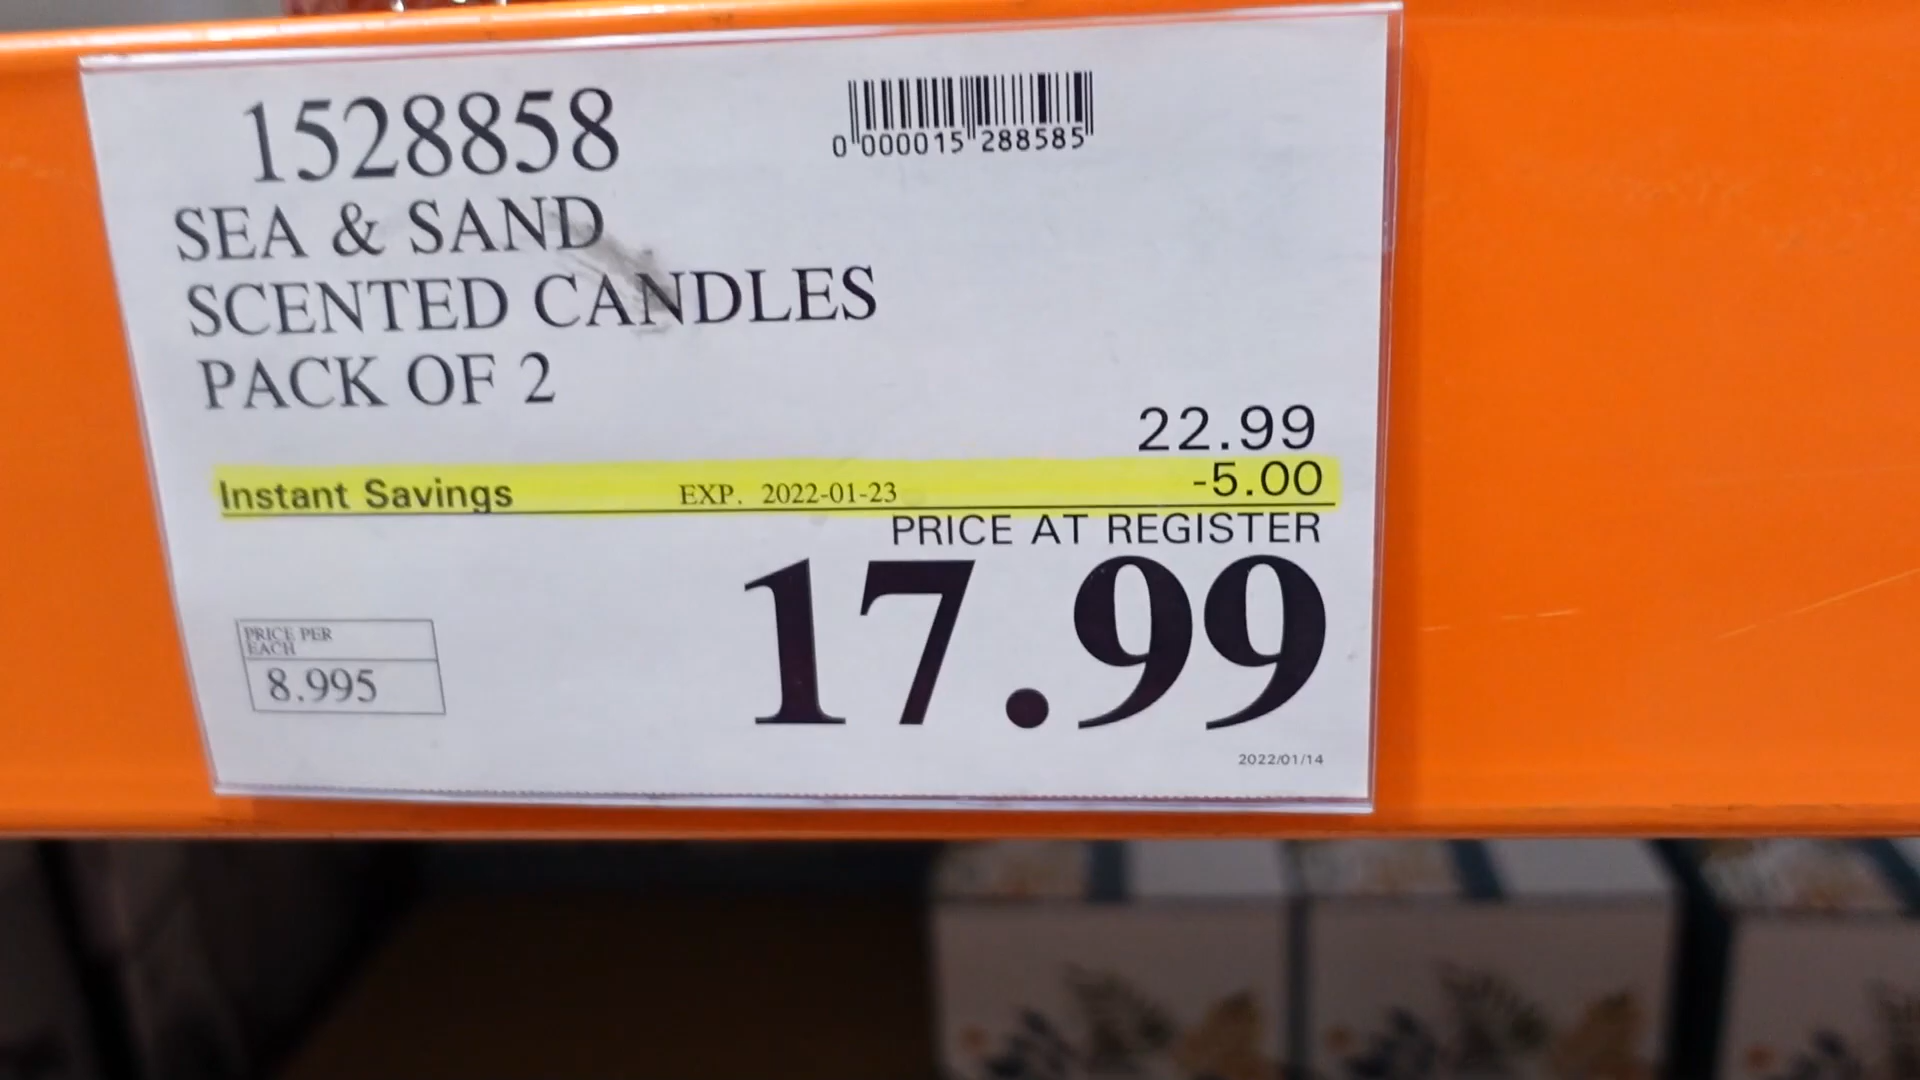 1528858
0 000015 288585
SEA & SAND
SCENTED CANDLES
PACK OF 2
22.99
Instant Savings EXP. 2022-01-23 -5.00
PRICE AT REGISTER
17.99
PRICE PER
EACH
8.995
2022/01/14